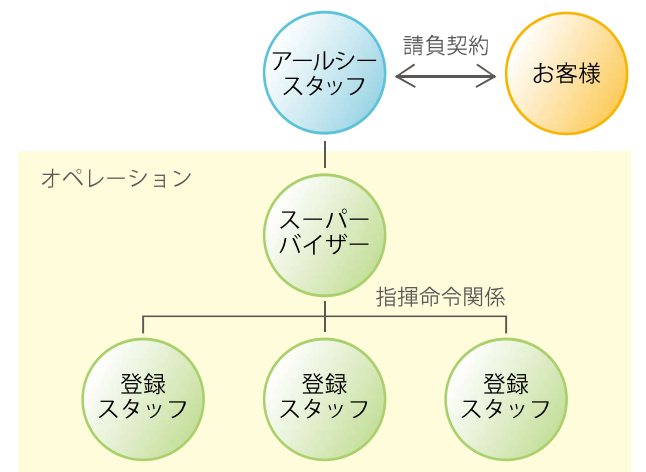 アールシー
スタッフ
請負契約
お客様
オペレーション
スーパー
バイザー
指揮命令関係
登録
スタッフ
登録
スタッフ
登録
スタッフ